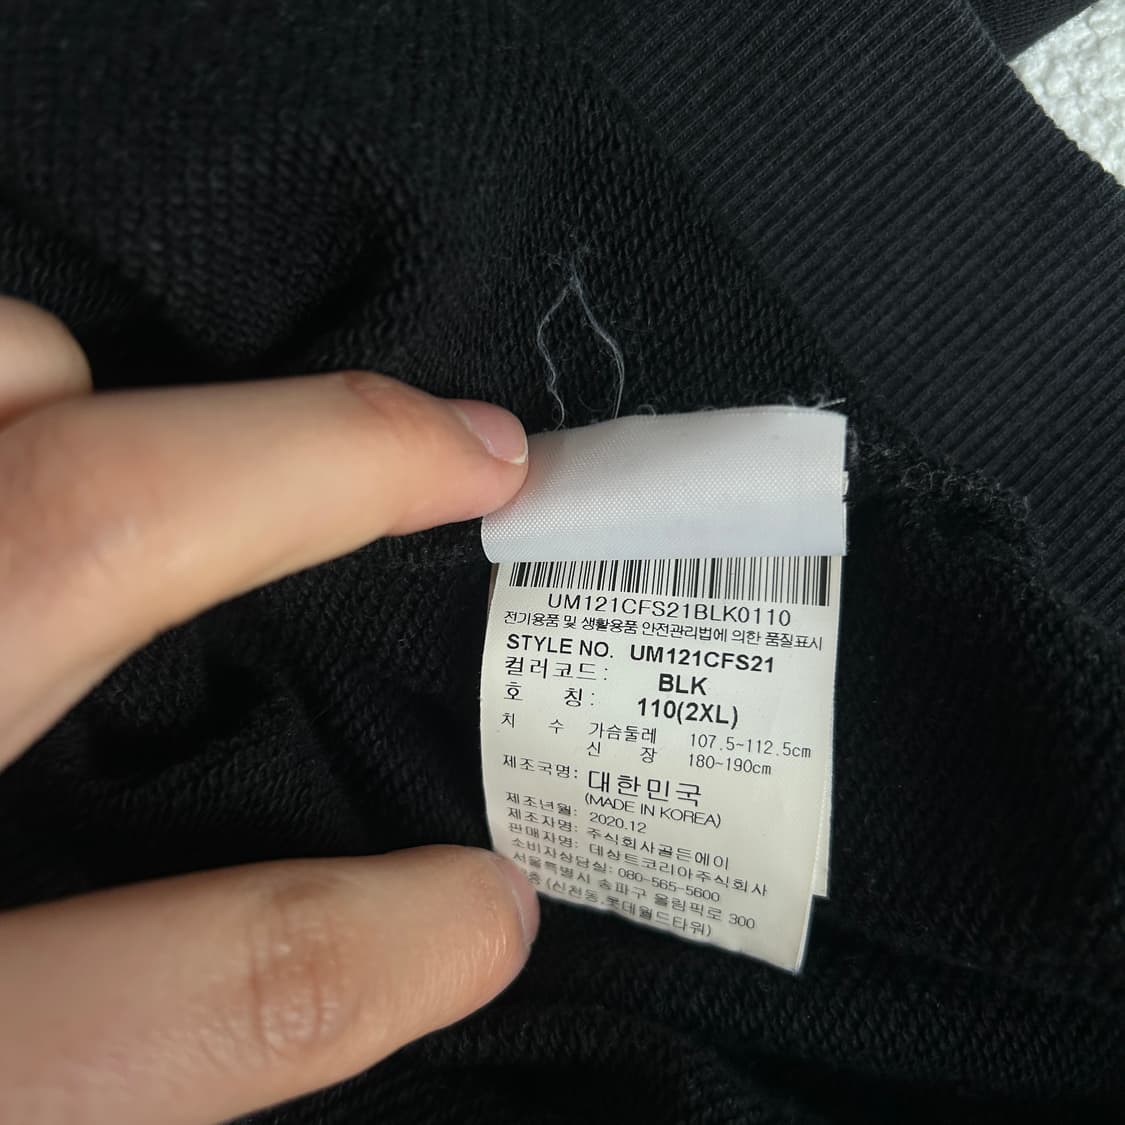 UM121CFS21BLK0110
전기용품 및 생활용품 안전관리법에 의한 품질표시
STYLE NO. UM121CFS21
컬러코드: BLK
호 칭: 110(2XL)
치 수 가슴둘레 107.5~112.5cm
신 장 180~190cm
제조국명: 대한민국
(MADE IN KOREA)
제조년월: 2020.12
제조자명: 주식회사골든에이
판매자명: 데상트코리아주식회사
소비자상담실: 080-565-5600
서울특별시 송파구 올림픽로 300
층 (신천동,롯데월드타워)